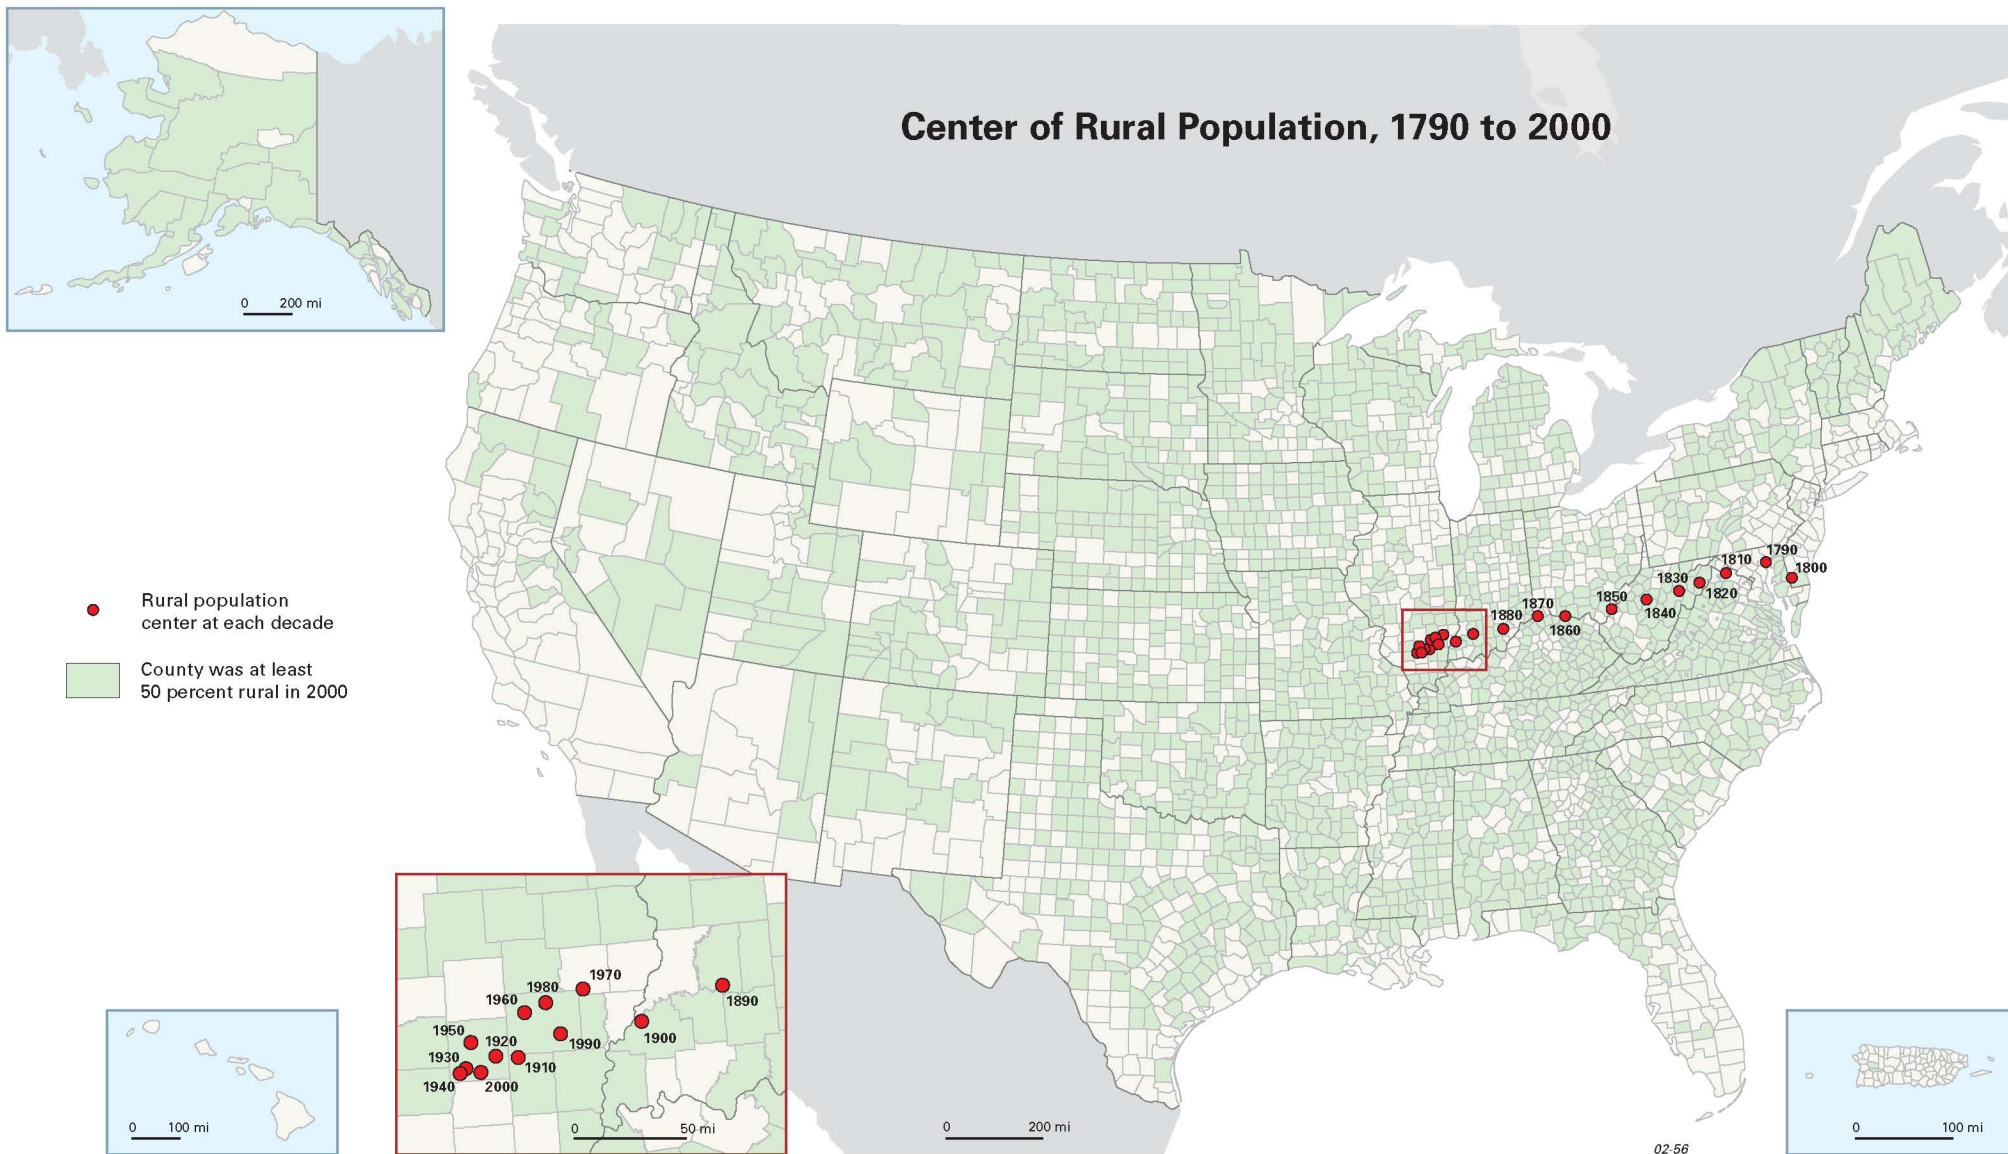 Center of Rural Population, 1790 to 2000
0 200 mi
Rural population
center at each decade
County was at least
50 percent rural in 2000
1790
1800
1810
1820
1830
1840
1850
1860
1870
1880
1970
1980
1960
1890
1950
1920
1900
1990
1930
1910
1940
2000
0 50 mi
0 100 mi
0 200 mi
0 100 mi
02-56